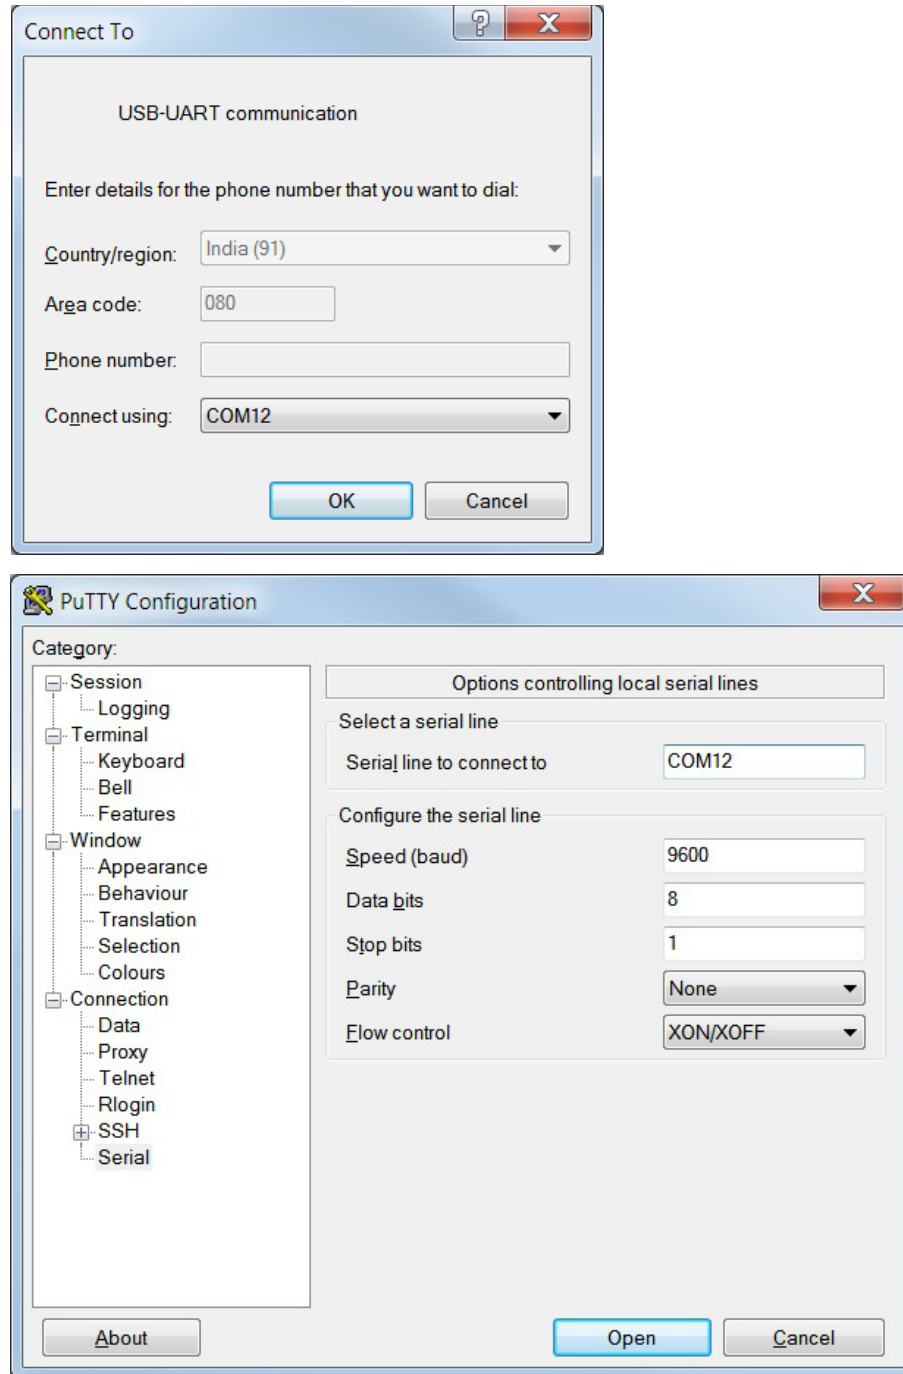 Connect To
USB-UART communication
Enter details for the phone number that you want to dial:
Country/region: India (91)
Area code: 080
Phone number:
Connect using: COM12
OK Cancel
PuTTY Configuration
Category:
Session
Logging
Terminal
Keyboard
Bell
Features
Window
Appearance
Behaviour
Translation
Selection
Colours
Connection
Data
Proxy
Telnet
Rlogin
SSH
Serial
Options controlling local serial lines
Select a serial line
Serial line to connect to COM12
Configure the serial line
Speed (baud) 9600
Data bits 8
Stop bits 1
Parity None
Flow control XON/XOFF
About Open Cancel